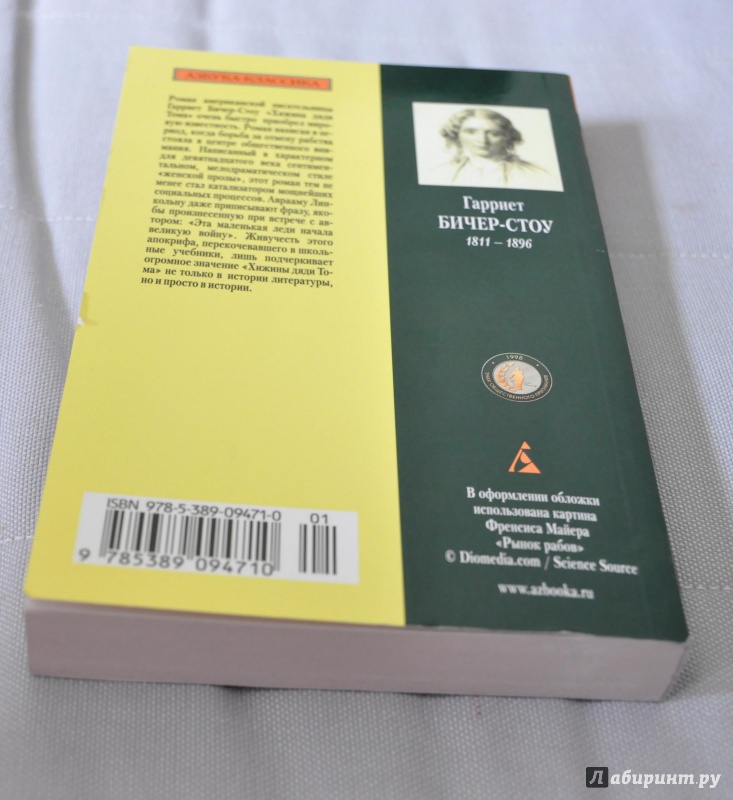 АЗБУКА-КЛАССИКА
Роман американской писательницы
Гарриет Бичер-Стоу «Хижина дяди
Тома» очень быстро приобрел миро-
вую известность. Роман написан в пе-
риод, когда борьба за отмену рабства
стояла в центре общественного вни-
мания. Написанный в характерном
для девятнадцатого века сентимен-
тальном, мелодраматическом стиле
«женской прозы», этот роман тем не
менее стал катализатором мощнейших
социальных процессов. Аврааму Лин-
кольну даже приписывают фразу, яко-
бы произнесенную при встрече с ав-
тором: «Эта маленькая леди начала
великую войну». Живучесть этого
апокрифа, перекочевавшего в школь-
ные учебники, лишь подчеркивает
огромное значение «Хижины дяди То-
ма» не только в истории литературы,
но и просто в истории.
ISBN 978-5-389-09471-0
01
9 785389 094710
Гарриет
БИЧЕР-СТОУ
1811 – 1896
1998
ЗНАК ОБЩЕСТВЕННОГО ПРИЗНАНИЯ
В оформлении обложки
использована картина
Френсиса Майера
«Рынок рабов»
© Diomedia.com / Science Source
www.azbooka.ru
Лабиринт.ру